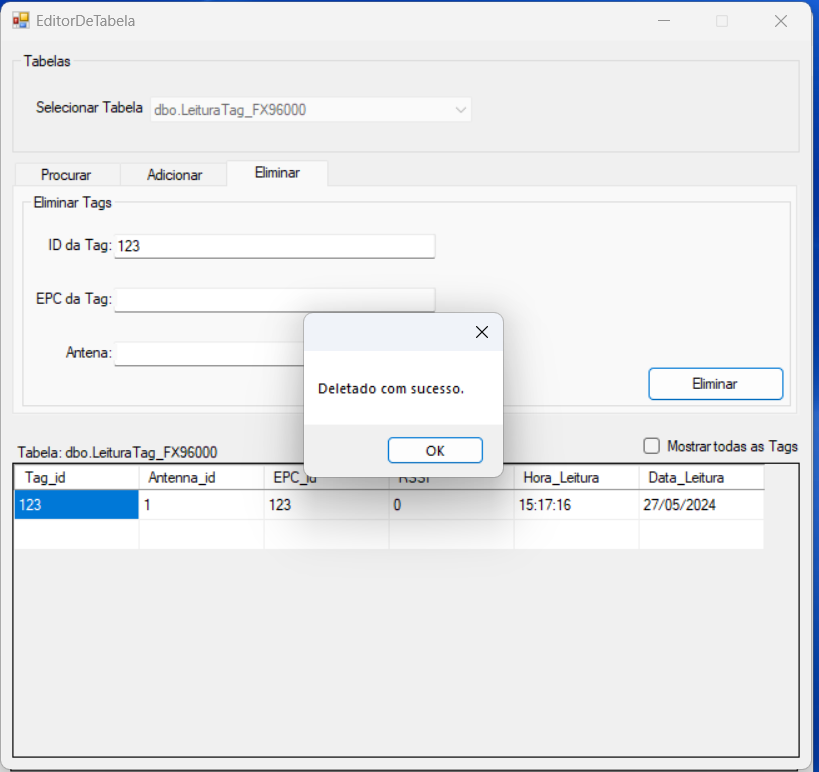 EditorDeTabela
Tabelas
Selecionar Tabela dbo.LeituraTag_FX96000
Procurar Adicionar Eliminar
Eliminar Tags
ID da Tag: 123
EPC da Tag:
Antena:
Deletado com sucesso.
Eliminar
OK
Mostrar todas as Tags
Tabela: dbo.LeituraTag_FX96000
Tag_id Antenna_id EPC_id RSSI Hora_Leitura Data_Leitura
123 1 123 0 15:17:16 27/05/2024